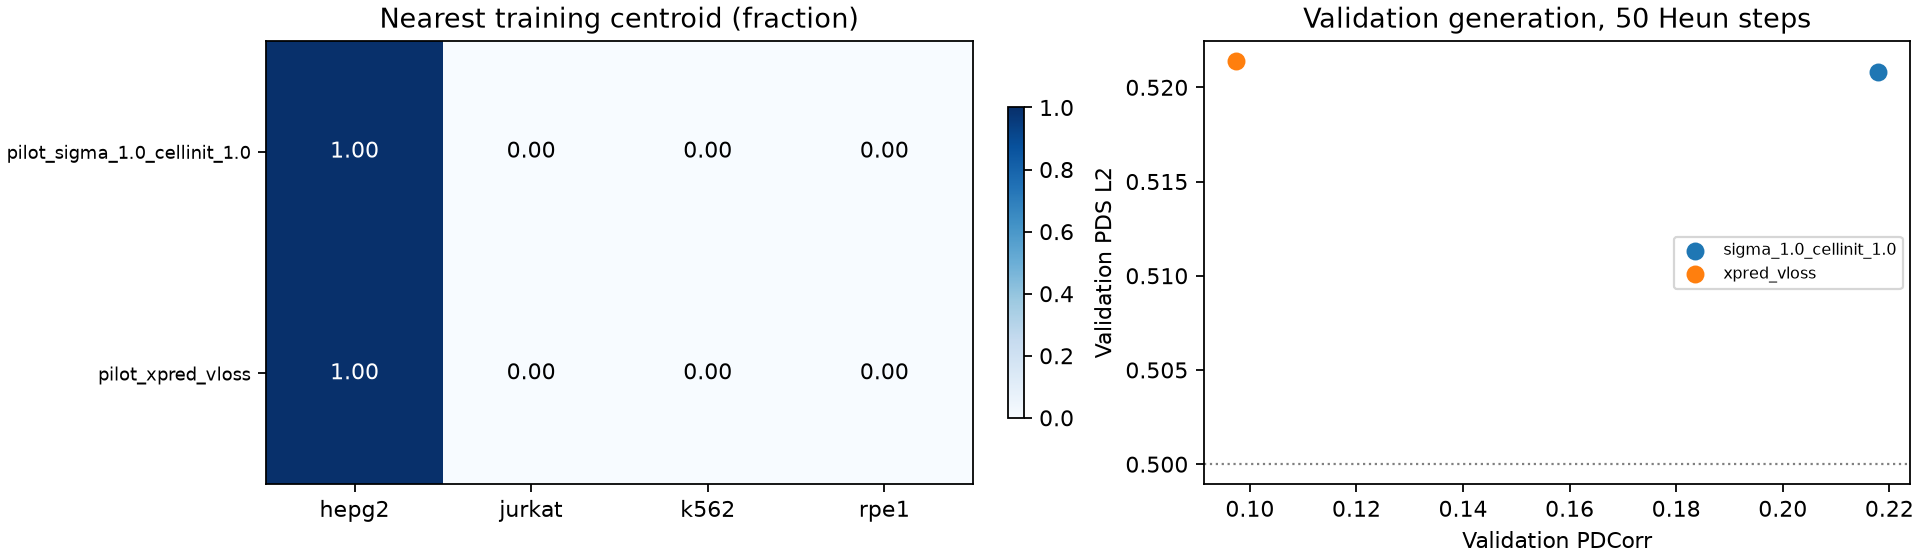 Nearest training centroid (fraction)
pilot_sigma_1.0_cellinit_1.0
pilot_xpred_vloss
1.00
0.00
0.00
0.00
1.00
0.00
0.00
0.00
hepg2
jurkat
k562
rpe1
1.0
0.8
0.6
0.4
0.2
0.0
Validation generation, 50 Heun steps
Validation PDS L2
0.520
0.515
0.510
0.505
0.500
sigma_1.0_cellinit_1.0
xpred_vloss
0.10
0.12
0.14
0.16
0.18
0.20
0.22
Validation PDCorr